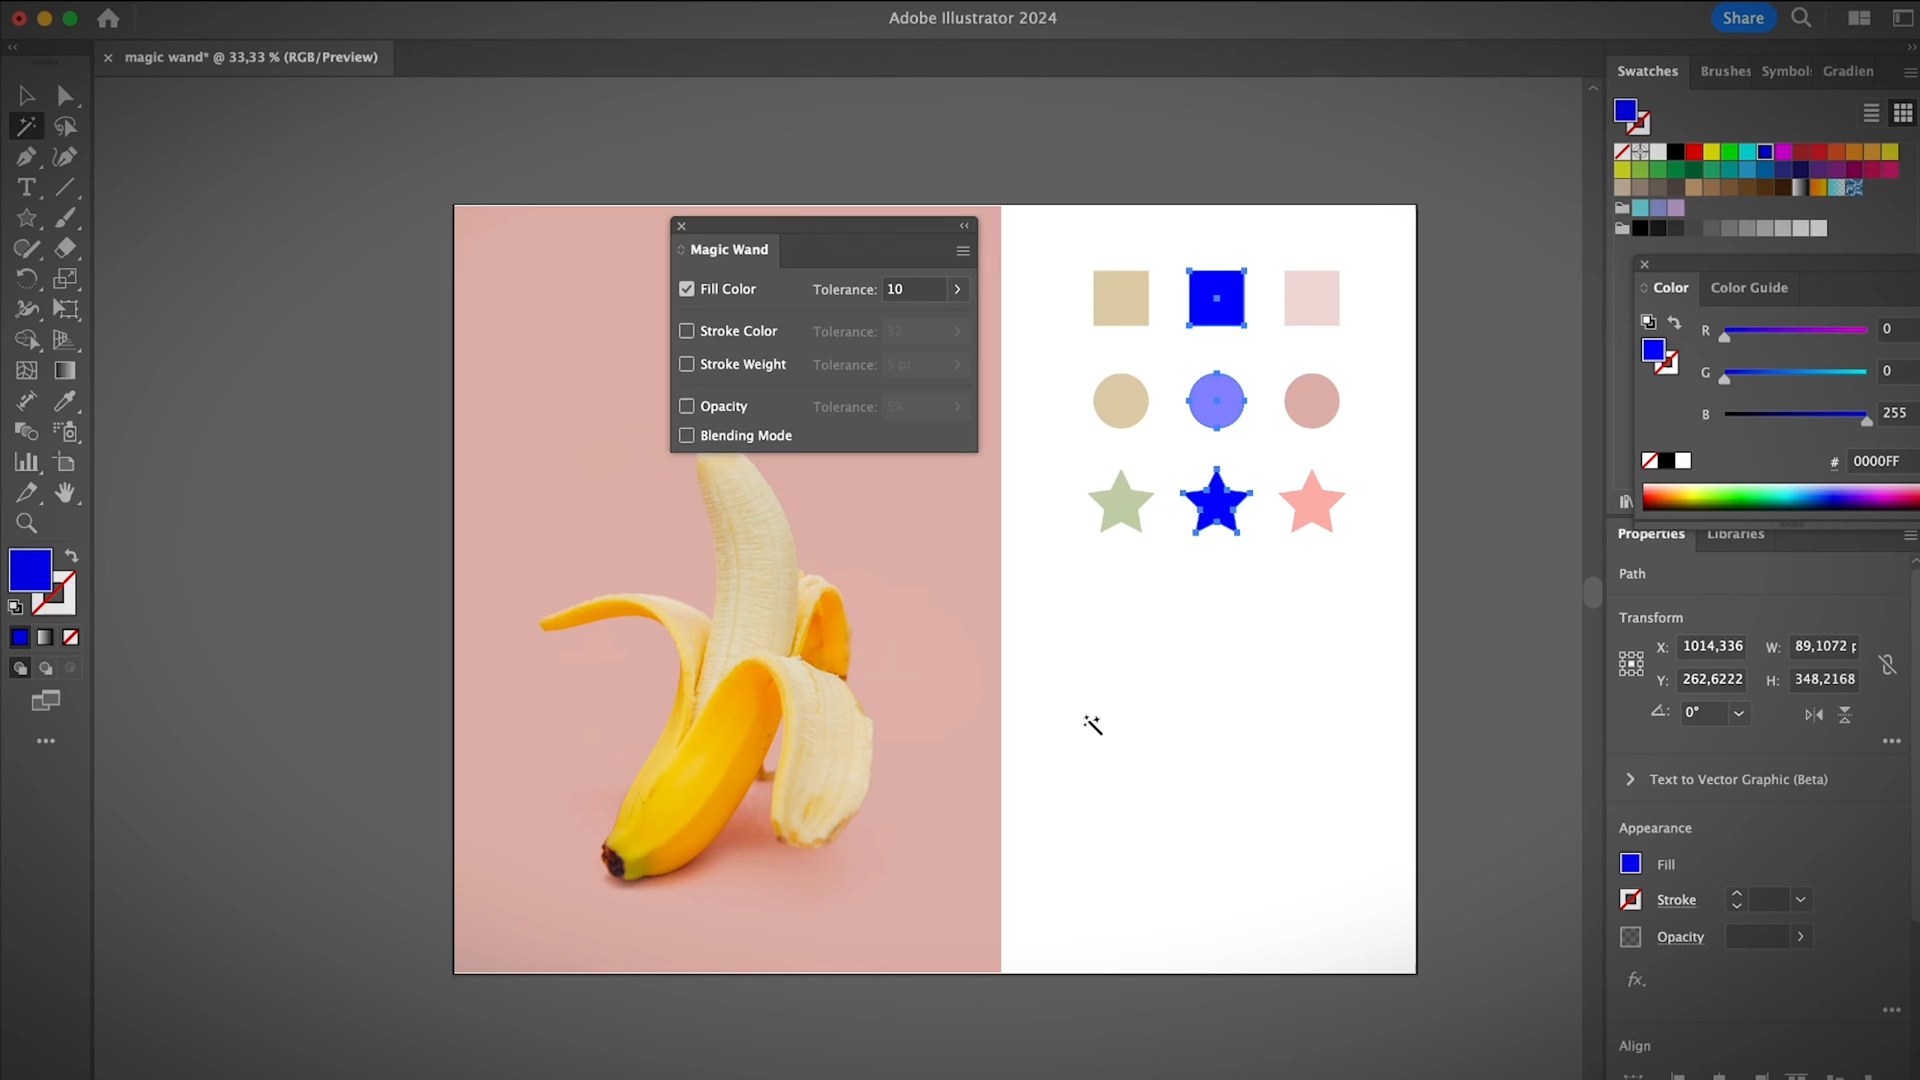 Adobe Illustrator 2024
Share
magic wand* @ 33,33 % (RGB/Preview)
Swatches Brushes Symbol Gradien
Magic Wand
Fill Color Tolerance: 10
Stroke Color Tolerance: 32
Stroke Weight Tolerance: 5 pt
Opacity Tolerance: 5%
Blending Mode
Color Color Guide
R 0
G 0
B 255
# 0000FF
Properties Libraries
Path
Transform
X: 1014,336 W: 89,1072 p
Y: 262,6222 H: 348,2168
0°
Text to Vector Graphic (Beta)
Appearance
Fill
Stroke
Opacity
fx.
Align